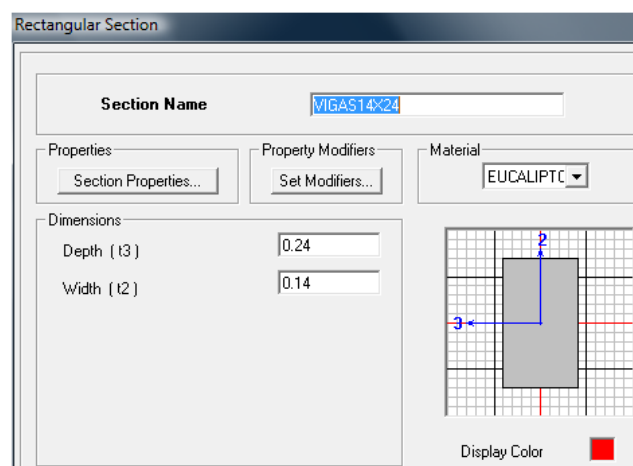 Rectangular Section
Section Name
VIGAS14X24
Properties
Property Modifiers
Material
Section Properties...
Set Modifiers...
EUCALIPTC
Dimensions
Depth ( t3 )
0.24
Width ( t2 )
0.14
2
3
Display Color